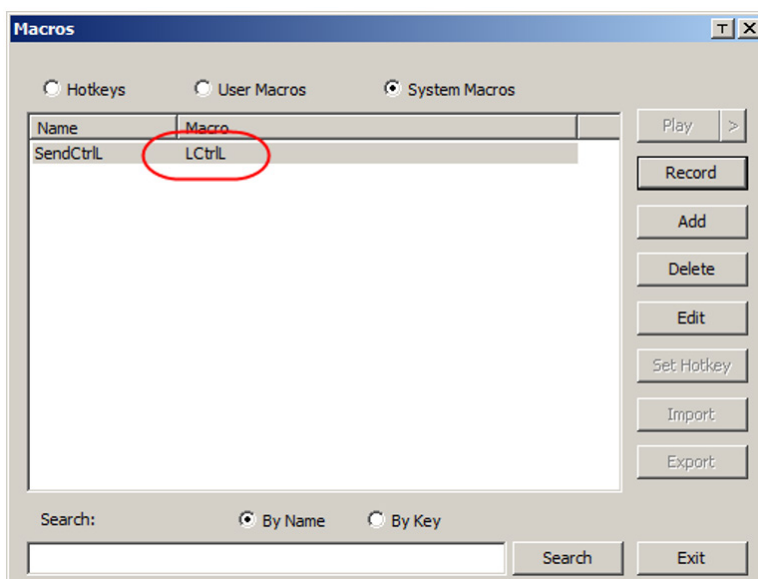 Macros
Hotkeys User Macros System Macros
Name Macro
SendCtrlL LCtrlL
Play >
Record
Add
Delete
Edit
Set Hotkey
Import
Export
Search: By Name By Key
Search Exit